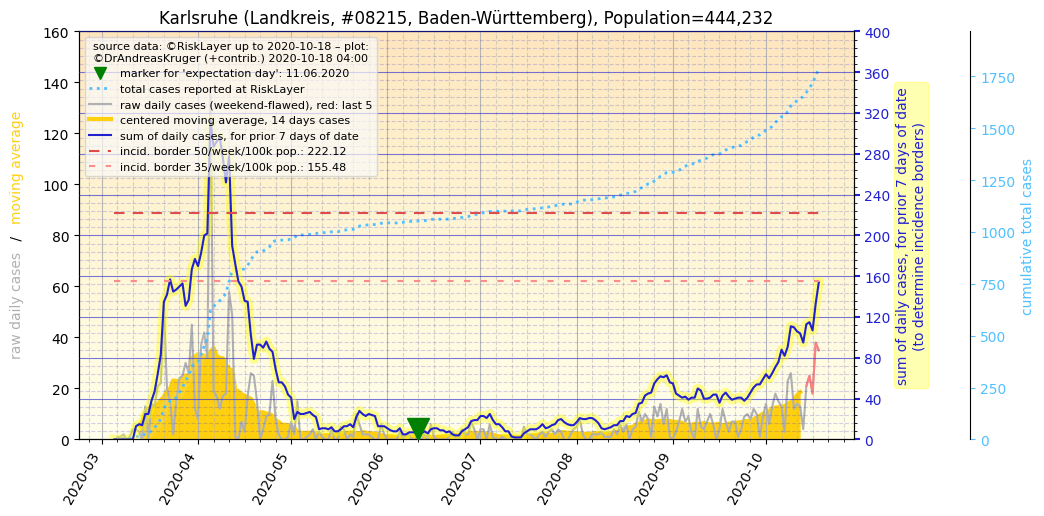 Karlsruhe (Landkreis, #08215, Baden-Württemberg), Population=444,232
source data: ©RiskLayer up to 2020-10-18 – plot:
©DrAndreasKruger (+contrib.) 2020-10-18 04:00
marker for 'expectation day': 11.06.2020
total cases reported at RiskLayer
raw daily cases (weekend-flawed), red: last 5
centered moving average, 14 days cases
sum of daily cases, for prior 7 days of date
incid. border 50/week/100k pop.: 222.12
incid. border 35/week/100k pop.: 155.48
raw daily cases / moving average
160
140
120
100
80
60
40
20
0
2020-03
2020-04
2020-05
2020-06
2020-07
2020-08
2020-09
2020-10
400
360
320
280
240
200
160
120
80
40
0
sum of daily cases, for prior 7 days of date
(to determine incidence borders)
1750
1500
1250
1000
750
500
250
0
cumulative total cases